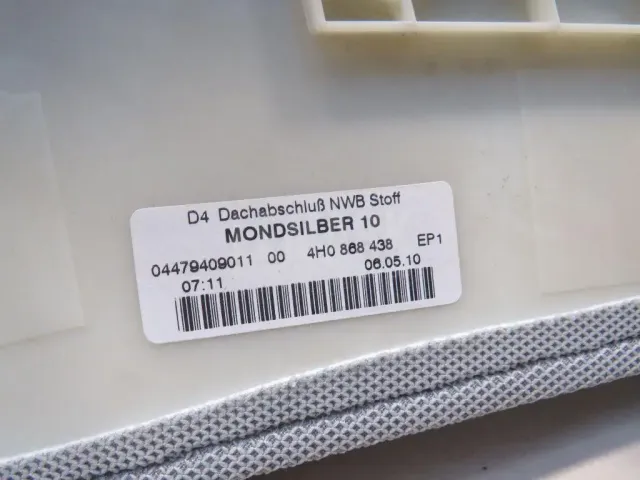 D4 Dachabschluß NWB Stoff
MONDSILBER 10
04479409011 00 4H0 868 438 EP1
07:11 06.05.10